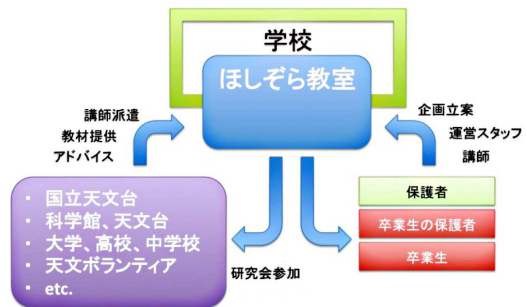 学校
ほしぞら教室
講師派遣
教材提供
アドバイス
企画立案
運営スタッフ
講師
・ 国立天文台
・ 科学館、天文台
・ 大学、高校、中学校
・ 天文ボランティア
・ etc.
研究会参加
保護者
卒業生の保護者
卒業生